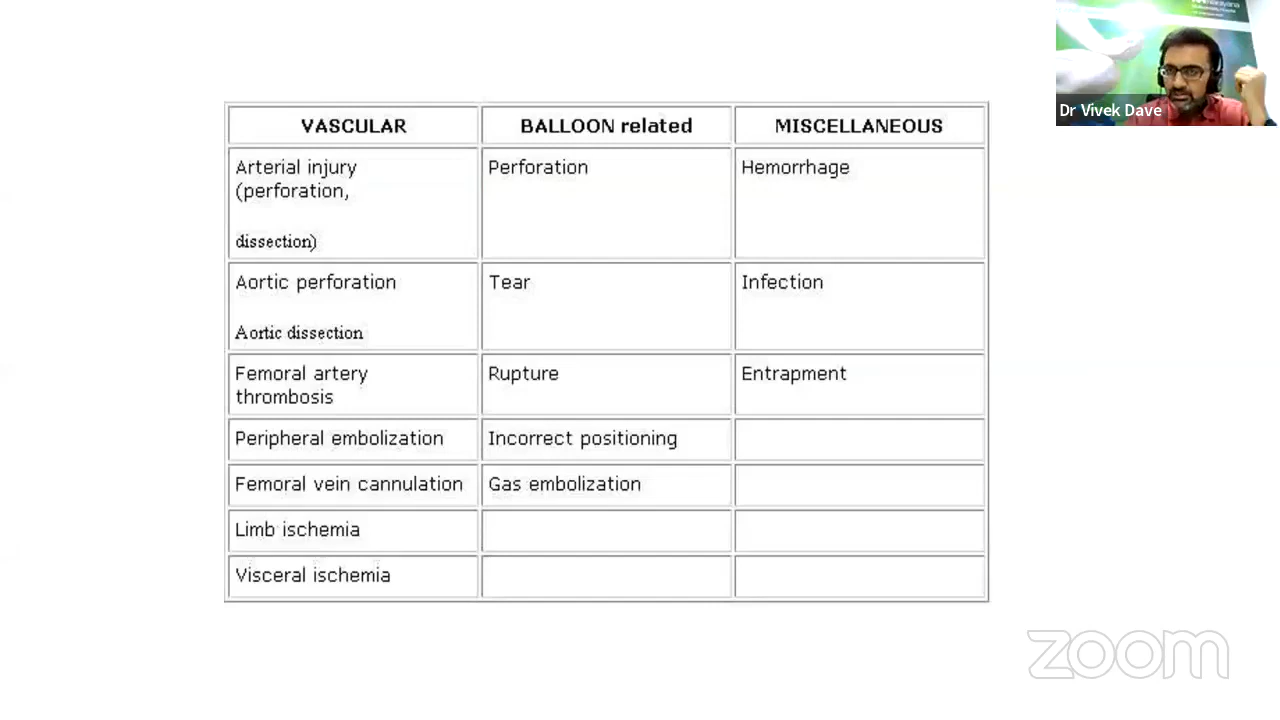 Dr Vivek Dave
VASCULAR
BALLOON related
MISCELLANEOUS
Arterial injury
(perforation,
dissection)
Perforation
Hemorrhage
Aortic perforation
Aortic dissection
Tear
Infection
Femoral artery
thrombosis
Rupture
Entrapment
Peripheral embolization
Incorrect positioning
Femoral vein cannulation
Gas embolization
Limb ischemia
Visceral ischemia
zoom